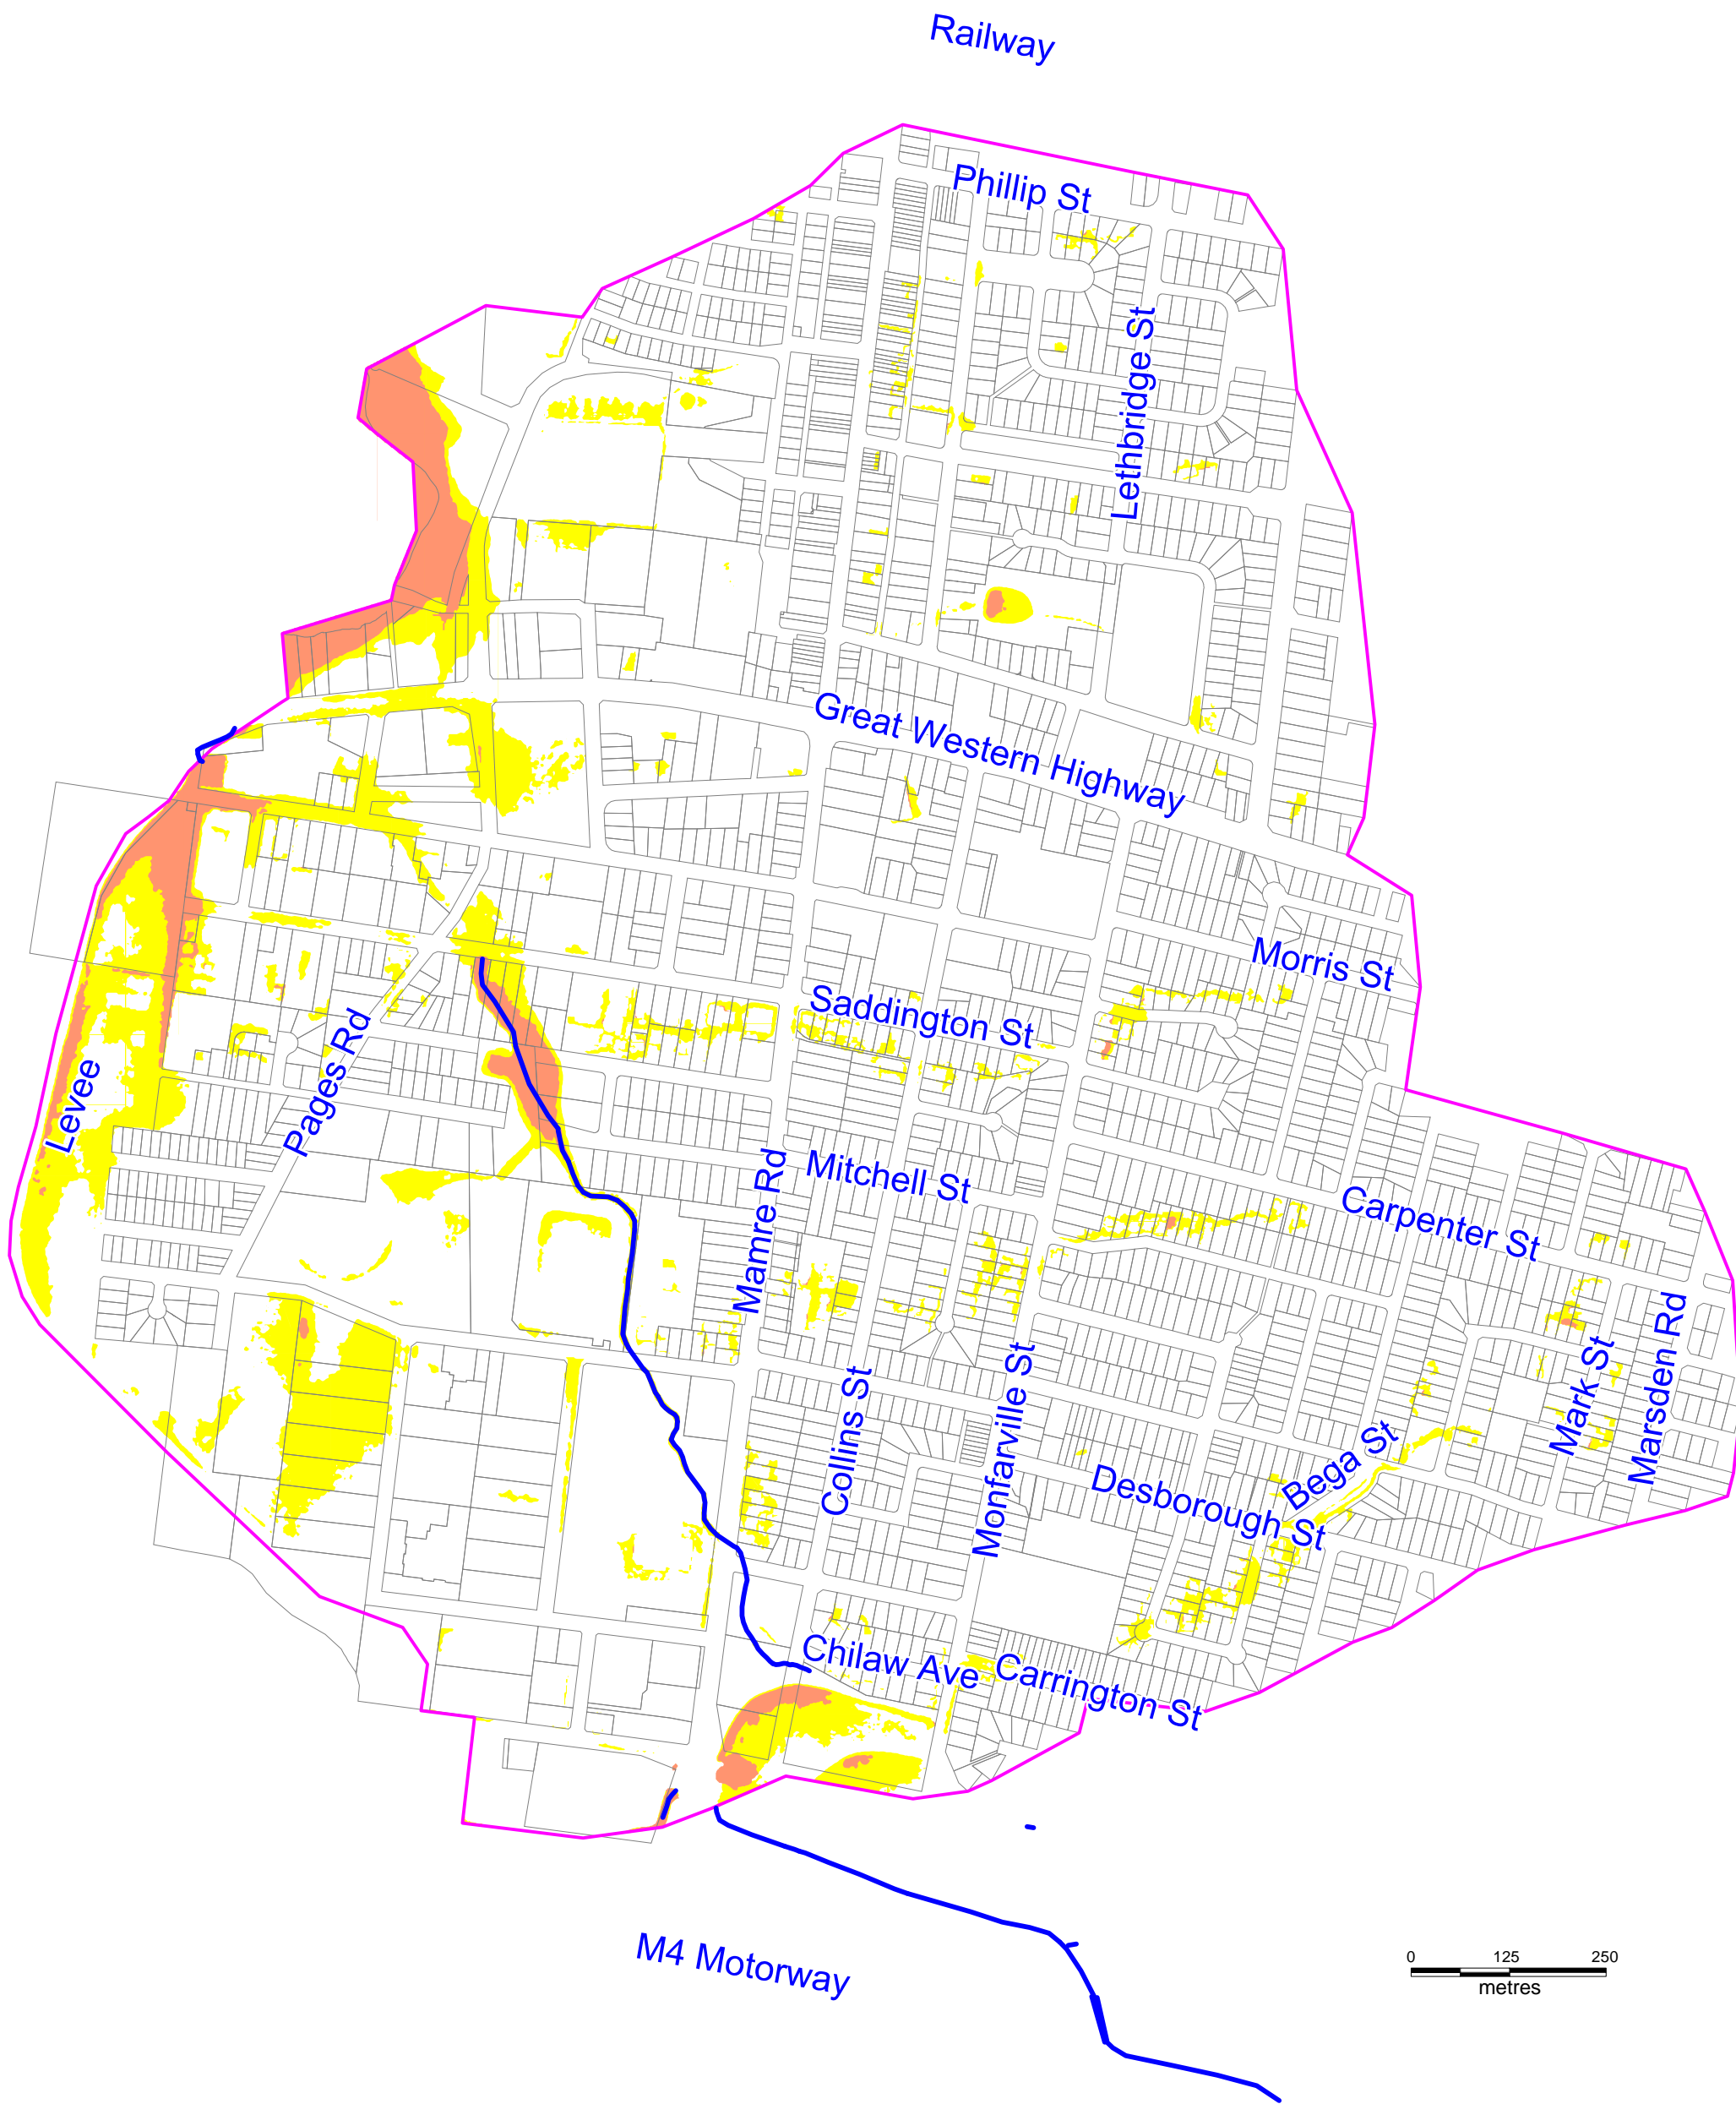 Railway
Phillip St
Lethbridge St
Great Western Highway
Morris St
Saddington St
Pages Rd
Levee
Mitchell St
Mamre Rd
Carpenter St
Mark St
Marsden Rd
Collins St
Monfarville St
Bega St
Desborough St
Chilaw Ave
Carrington St
M4 Motorway
0 125 250
metres